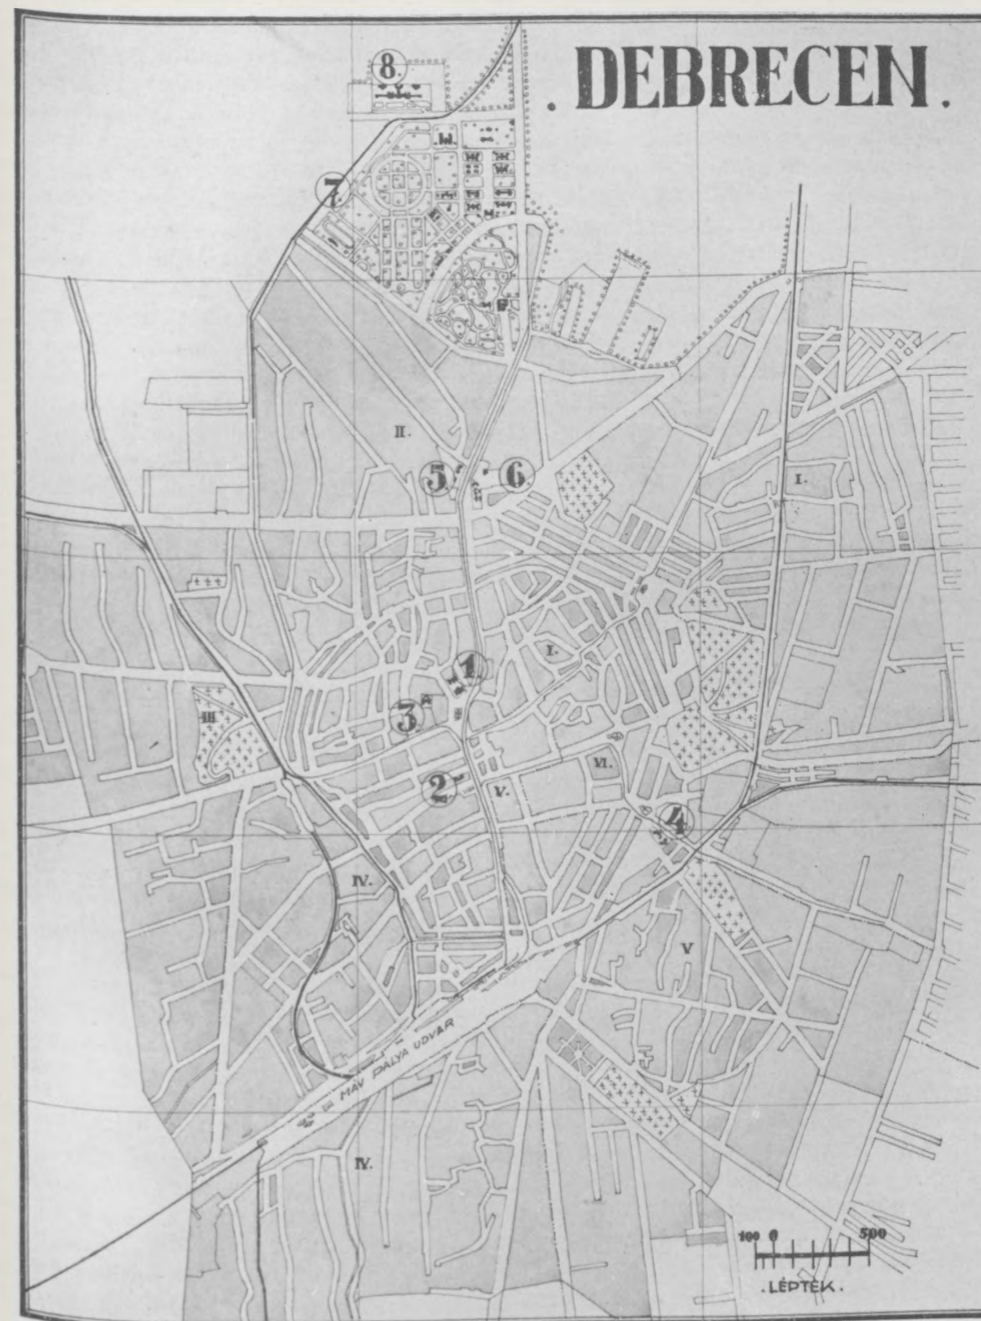 . DEBRECEN .
8
7
II.
5
6
I.
1
I.
3
III
2
V.
VI.
4
IV.
V
MÁV PÁLYA UDVAR
IV.
100 0 500
. LÉPTÉK .